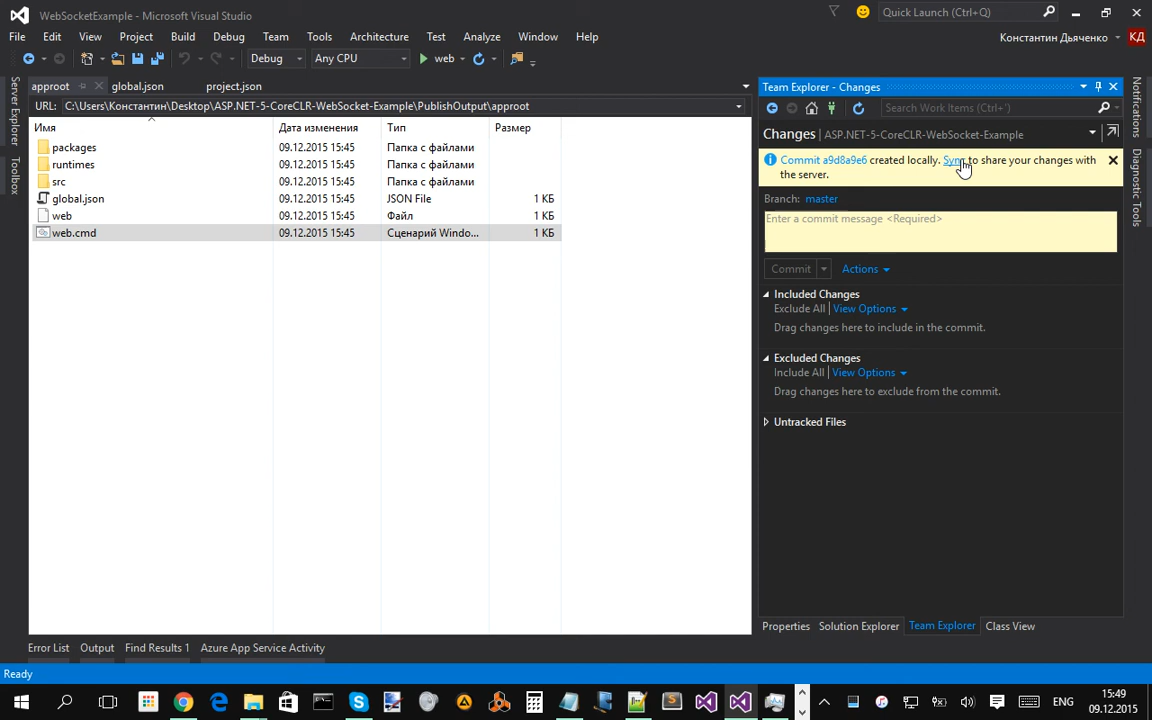 WebSocketExample - Microsoft Visual Studio
Quick Launch (Ctrl+Q)
File Edit View Project Build Debug Team Tools Architecture Test Analyze Window Help
Константин Дьяченко КД
Debug Any CPU web
approot global.json project.json
URL: C:\Users\Константин\Desktop\ASP.NET-5-CoreCLR-WebSocket-Example\PublishOutput\approot
Имя Дата изменения Тип Размер
packages 09.12.2015 15:45 Папка с файлами
runtimes 09.12.2015 15:45 Папка с файлами
src 09.12.2015 15:45 Папка с файлами
global.json 09.12.2015 15:45 JSON File 1 КБ
web 09.12.2015 15:45 Файл 1 КБ
web.cmd 09.12.2015 15:45 Сценарий Windo... 1 КБ
Server Explorer
Toolbox
Team Explorer - Changes
Search Work Items (Ctrl+')
Changes | ASP.NET-5-CoreCLR-WebSocket-Example
Commit a9d8a9e6 created locally. Sync to share your changes with
the server.
Branch: master
Enter a commit message <Required>
Commit Actions
Included Changes
Exclude All | View Options
Drag changes here to include in the commit.
Excluded Changes
Include All | View Options
Drag changes here to exclude from the commit.
Untracked Files
Notifications
Diagnostic Tools
Properties Solution Explorer Team Explorer Class View
Error List Output Find Results 1 Azure App Service Activity
Ready
ENG
15:49
09.12.2015